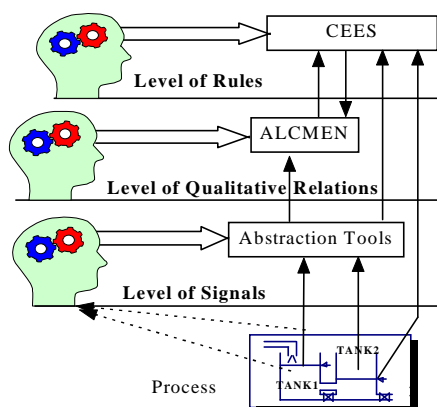 CEES
Level of Rules
ALCMEN
Level of Qualitative Relations
Abstraction Tools
Level of Signals
TANK2
TANK1
Process